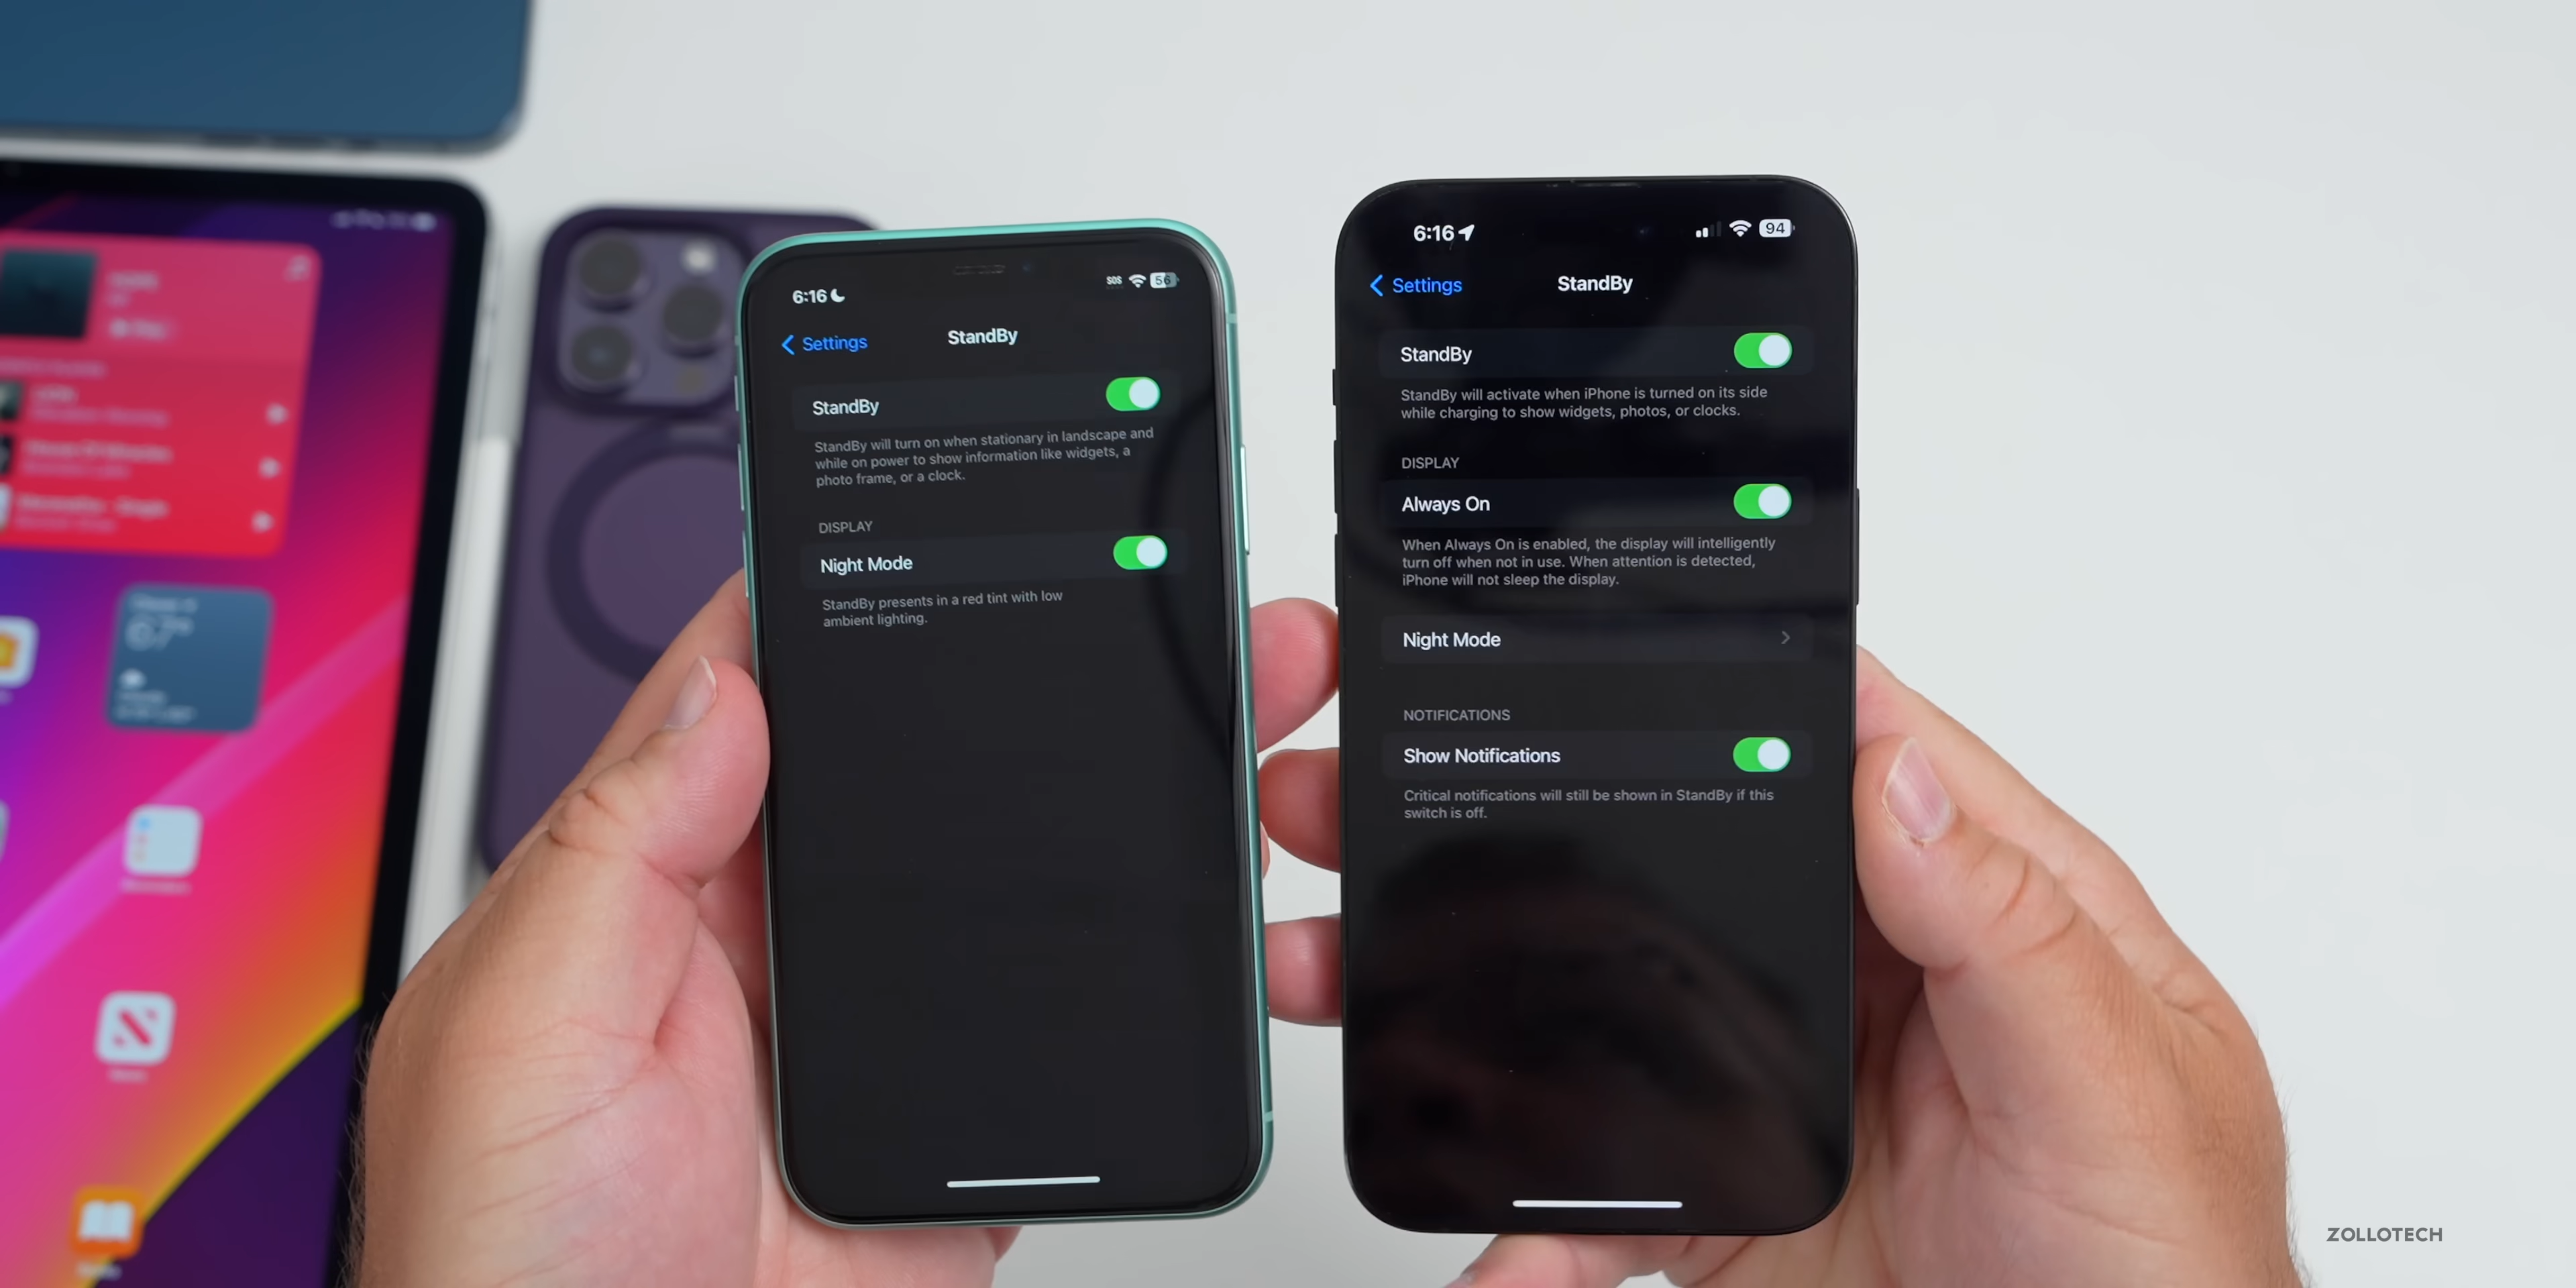 6:16
SOS
56
Settings
StandBy
StandBy
StandBy will turn on when stationary in landscape and
while on power to show information like widgets, a
photo frame, or a clock.
DISPLAY
Night Mode
StandBy presents in a red tint with low
ambient lighting.
6:16
94
Settings
StandBy
StandBy
StandBy will activate when iPhone is turned on its side
while charging to show widgets, photos, or clocks.
DISPLAY
Always On
When Always On is enabled, the display will intelligently
turn off when not in use. When attention is detected,
iPhone will not sleep the display.
Night Mode
NOTIFICATIONS
Show Notifications
Critical notifications will still be shown in StandBy if this
switch is off.
ZOLLOTECH